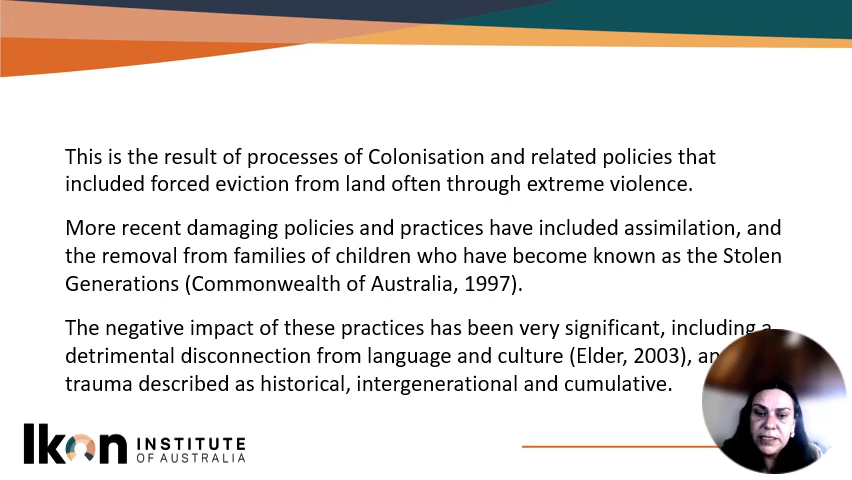 This is the result of processes of Colonisation and related policies that
included forced eviction from land often through extreme violence.
More recent damaging policies and practices have included assimilation, and
the removal from families of children who have become known as the Stolen
Generations (Commonwealth of Australia, 1997).
The negative impact of these practices has been very significant, including a
detrimental disconnection from language and culture (Elder, 2003),
trauma described as historical, intergenerational and cumulative.
Ikon INSTITUTE
OF AUSTRALIA